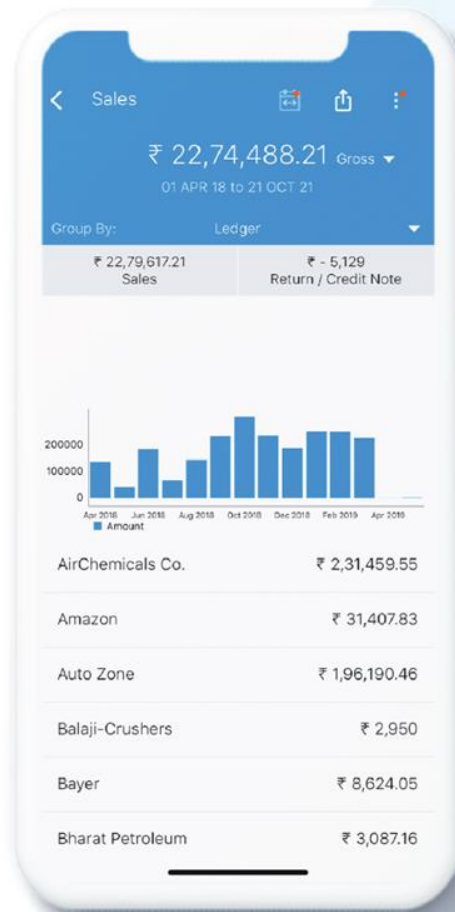 Sales
₹ 22,74,488.21 Gross
01 APR 18 to 21 OCT 21
Group By: Ledger
₹ 22,79,617.21 ₹ - 5,129
Sales Return / Credit Note
200000
100000
0
Apr 2018 Jun 2018 Aug 2018 Oct 2018 Dec 2018 Feb 2019 Apr 2019
Amount
AirChemicals Co. ₹ 2,31,459.55
Amazon ₹ 31,407.83
Auto Zone ₹ 1,96,190.46
Balaji-Crushers ₹ 2,950
Bayer ₹ 8,624.05
Bharat Petroleum ₹ 3,087.16